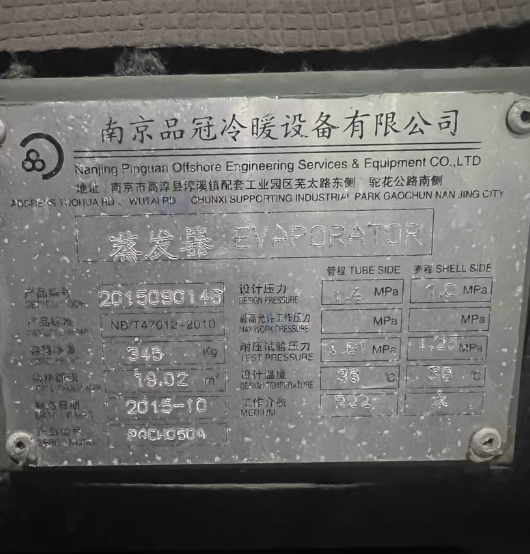 南京品冠冷暖设备有限公司
Nanjing Pinguan Offshore Engineering Services & Equipment CO.,LTD
地址 南京市高淳县淳溪镇配套工业园区芜太路东侧 驼花公路南侧
ADDRERS TUOHUA RD、WUTAI RD CHUNXI SUPPORTING INDUSTRIAL PARK GAOCHUN NAN JING CITY
蒸发器 EVAPORATOR
管程 TUBE SIDE 壳程 SHELL SIDE
产品编号 2015090143 设计压力 MPa 1.0 MPa
DESIGN PRESSURE
产品标准 NB/T47012-2010 最高允许工作压力 MPa MPa
MAX WORK PRESSURE
容器净重 345 Kg 耐压试验压力 MPa 1.25 MPa
TEST PRESSURE
换热面积 19.02 m² 设计温度 ℃ ℃
DESIGN TEMPERATURE
制造日期 2015-10 工作介质 R22 水
MEDIUM
产品型号